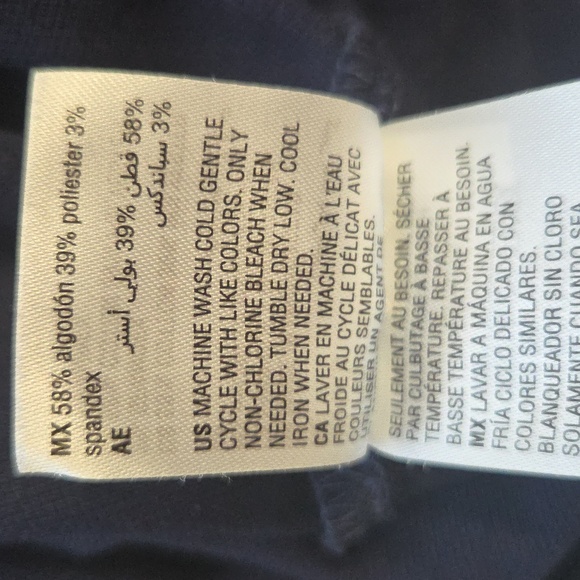 MX 58% algodón 39% poliester 3%
spandex
AE 58% قطن 39% بولي أستر
3% سباندكس
US MACHINE WASH COLD GENTLE
CYCLE WITH LIKE COLORS. ONLY
NON-CHLORINE BLEACH WHEN
NEEDED. TUMBLE DRY LOW. COOL
IRON WHEN NEEDED.
CA LAVER EN MACHINE À L'EAU
FROIDE AU CYCLE DÉLICAT AVEC
COULEURS SEMBLABLES.
UTILISER UN AGENT DE
SEULEMENT AU BESOIN. SÉCHER
PAR CULBUTAGE À BASSE
TEMPÉRATURE. REPASSER À
BASSE TEMPÉRATURE AU BESOIN.
MX LAVAR A MÁQUINA EN AGUA
FRÍA CICLO DELICADO CON
COLORES SIMILARES.
BLANQUEADOR SIN CLORO
SOLAMENTE CUANDO SEA